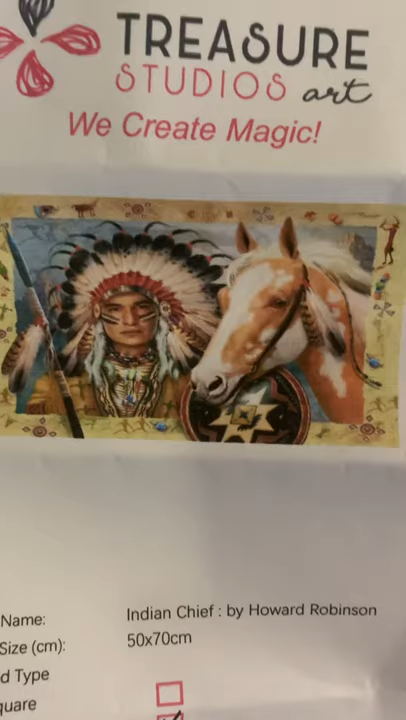 TREASURE
STUDIOS art
We Create Magic!
Name: Indian Chief : by Howard Robinson
Size (cm): 50x70cm
d Type
quare